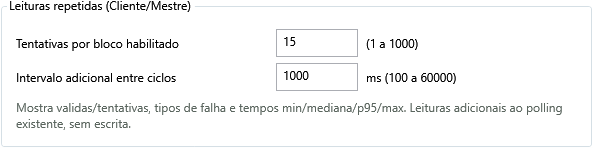 Leituras repetidas (Cliente/Mestre)
Tentativas por bloco habilitado 15 (1 a 1000)
Intervalo adicional entre ciclos 1000 ms (100 a 60000)
Mostra validas/tentativas, tipos de falha e tempos min/mediana/p95/max. Leituras adicionais ao polling
existente, sem escrita.